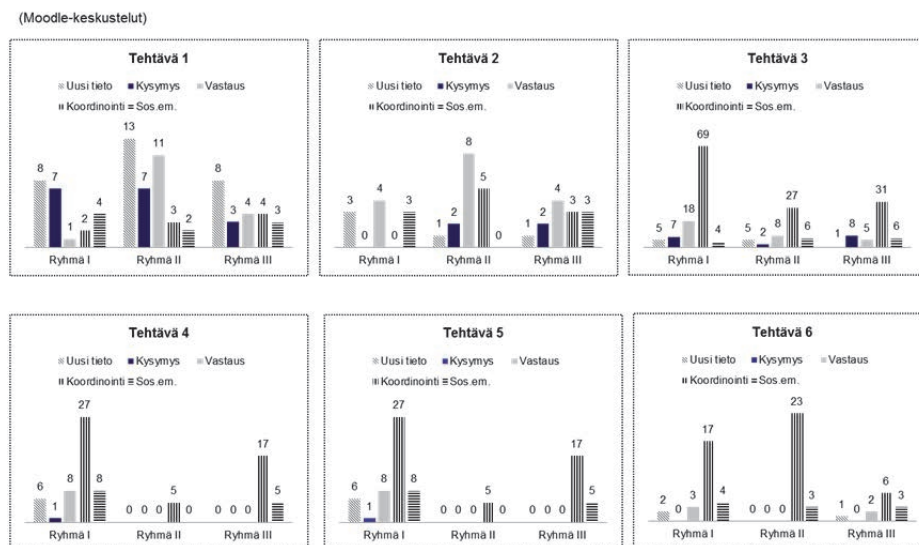 (Moodle-keskustelut)
Tehtävä 1
Uusi tieto Kysymys Vastaus
Koordinointi Sos.em.
8 7 1 2 4 13 7 11 3 2 8 3 4 4 3
Ryhmä I Ryhmä II Ryhmä III
Tehtävä 2
Uusi tieto Kysymys Vastaus
Koordinointi Sos.em.
3 0 4 0 3 1 2 8 5 0 1 2 4 3 3
Ryhmä I Ryhmä II Ryhmä III
Tehtävä 3
Uusi tieto Kysymys Vastaus
Koordinointi Sos.em.
5 7 18 69 4 5 2 8 27 6 1 8 5 31 6
Ryhmä I Ryhmä II Ryhmä III
Tehtävä 4
Uusi tieto Kysymys Vastaus
Koordinointi Sos.em.
6 1 8 27 8 0 0 0 5 0 0 0 0 17 5
Ryhmä I Ryhmä II Ryhmä III
Tehtävä 5
Uusi tieto Kysymys Vastaus
Koordinointi Sos.em.
6 1 8 27 8 0 0 0 5 0 0 0 0 17 5
Ryhmä I Ryhmä II Ryhmä III
Tehtävä 6
Uusi tieto Kysymys Vastaus
Koordinointi Sos.em.
2 0 3 17 4 0 0 0 23 3 1 0 2 6 3
Ryhmä I Ryhmä II Ryhmä III